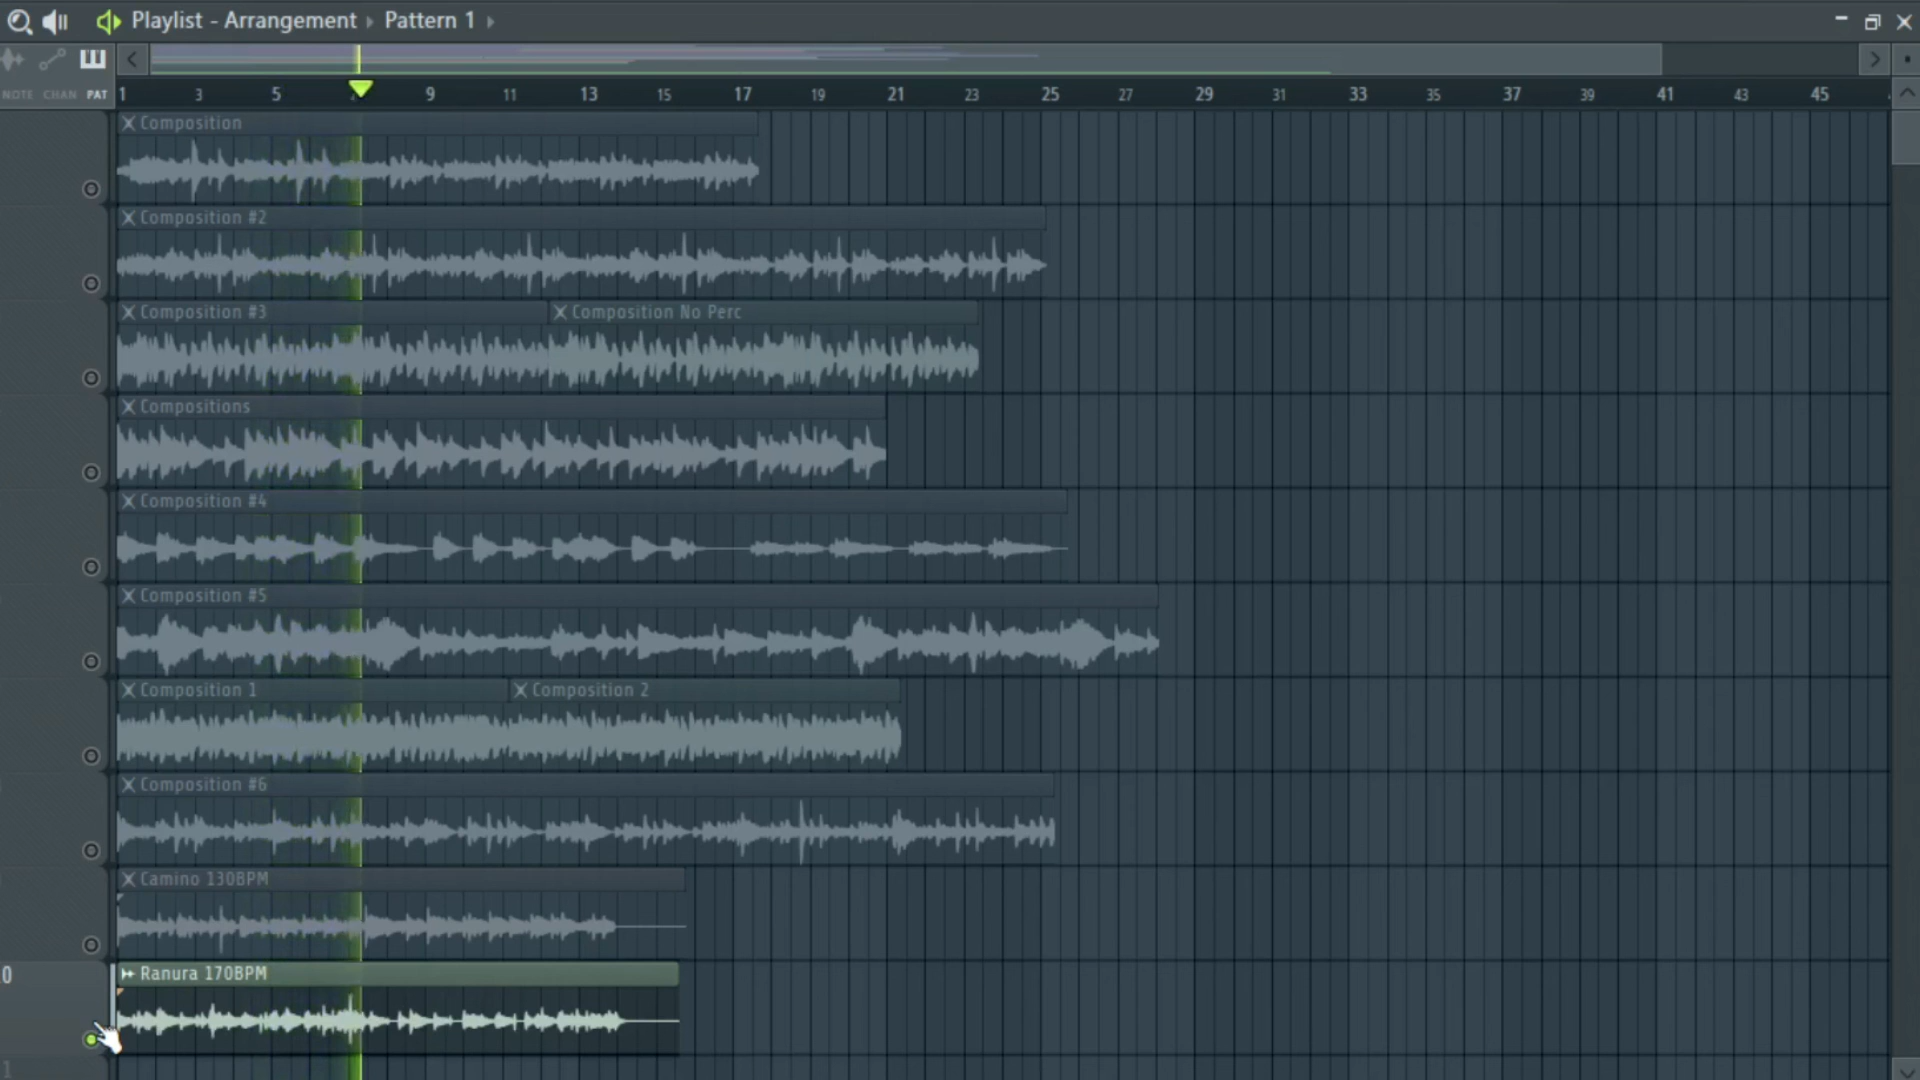 Playlist - Arrangement ▸ Pattern 1 ▸
NOTE CHAN PAT
1 3 5 9 11 13 15 17 19 21 23 25 27 29 31 33 35 37 39 41 43 45
Composition
Composition #2
Composition #3 Composition No Perc
Compositions
Composition #4
Composition #5
Composition 1 Composition 2
Composition #6
Camino 130BPM
0 Ranura 170BPM
1